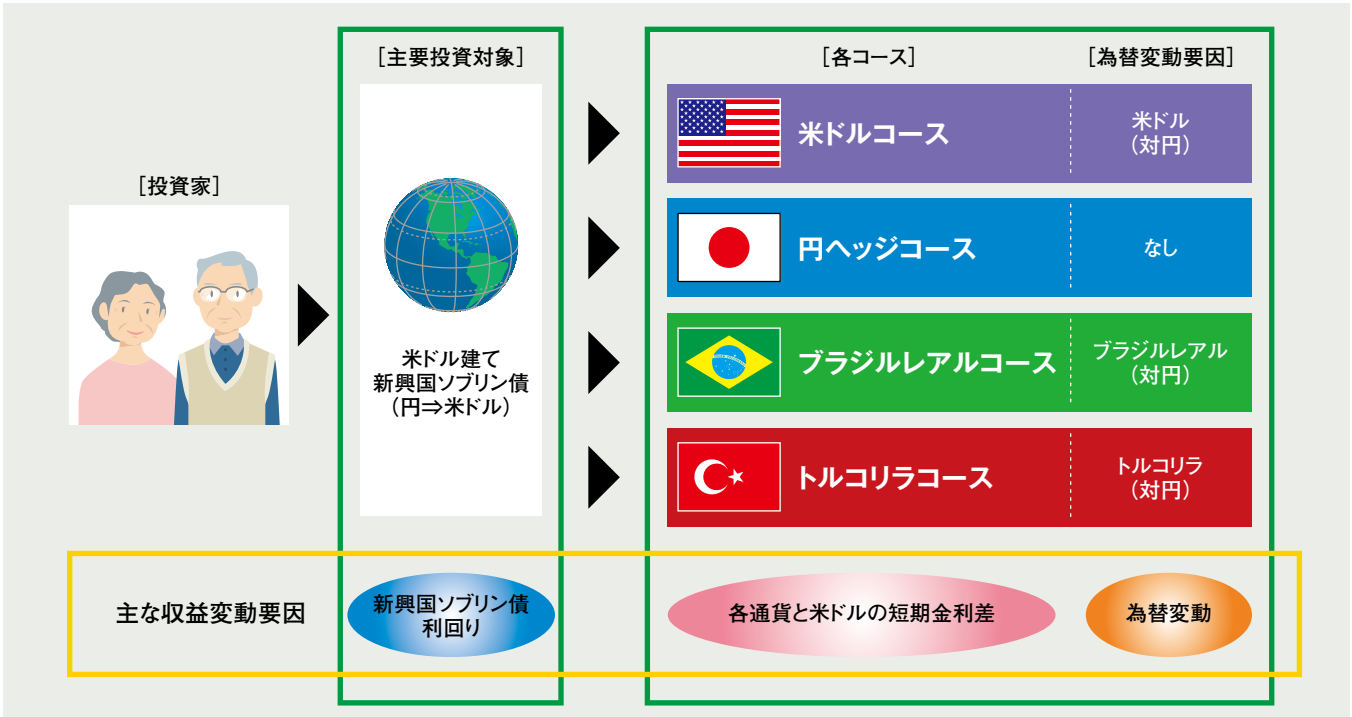 ［投資家］
［主要投資対象］
米ドル建て
新興国ソブリン債
（円⇒米ドル）
［各コース］
［為替変動要因］
米ドルコース
米ドル
（対円）
円ヘッジコース
なし
ブラジルレアルコース
ブラジルレアル
（対円）
トルコリラコース
トルコリラ
（対円）
主な収益変動要因
新興国ソブリン債
利回り
各通貨と米ドルの短期金利差
為替変動